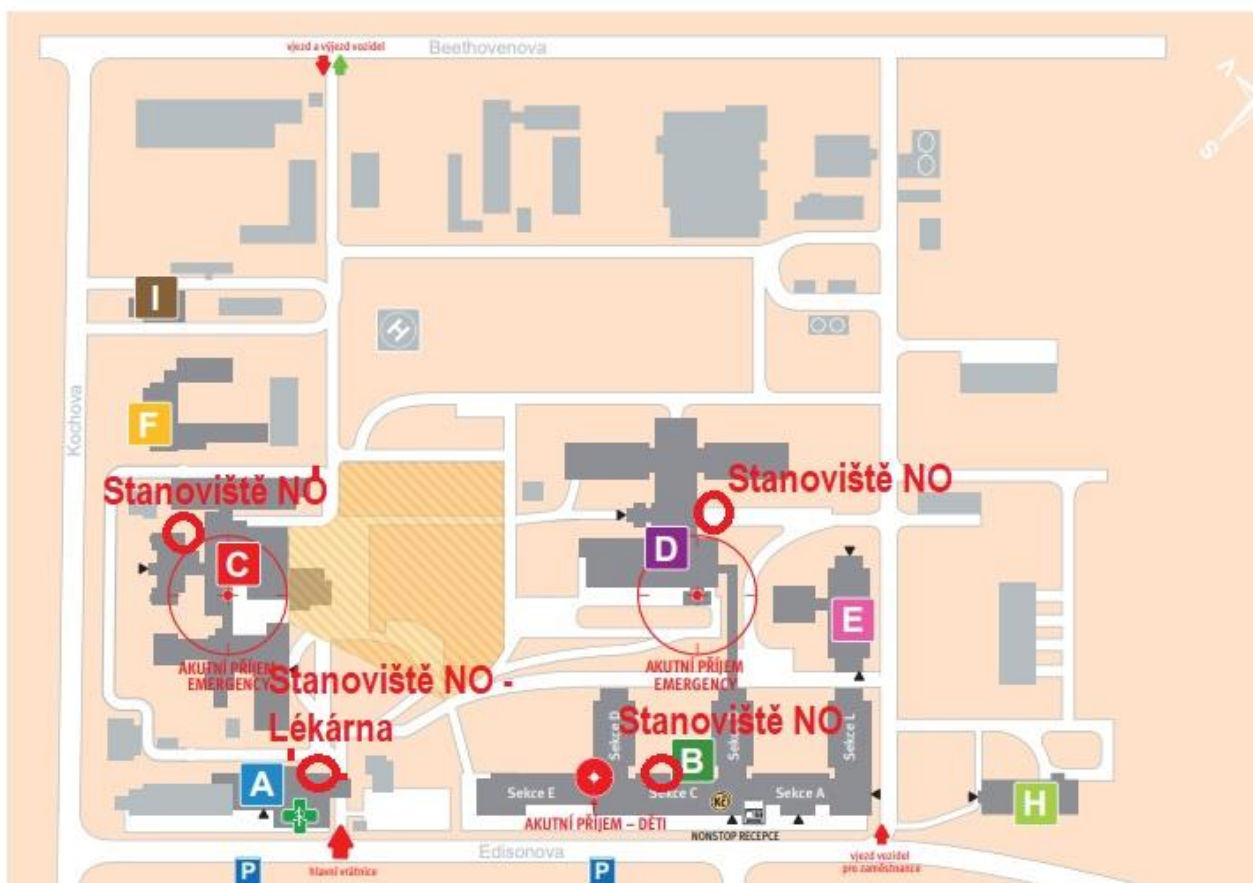 vjezd a výjezd vozidel
Beethovenova
V
S
I
H
Kochova
F
Stanoviště NO
Stanoviště NO
C
D
E
AKUTNÍ PŘÍJEM
EMERGENCY
AKUTNÍ PŘÍJEM
EMERGENCY
Stanoviště NO -
Lékárna
Stanoviště NO
Sekce D
Sekce L
A
B
Sekce E
Sekce C
Kč
Sekce A
H
AKUTNÍ PŘÍJEM – DĚTI
NONSTOP RECEPCE
Edisonova
P
hlavní vrátnice
P
vjezd vozidel
pro zaměstnance